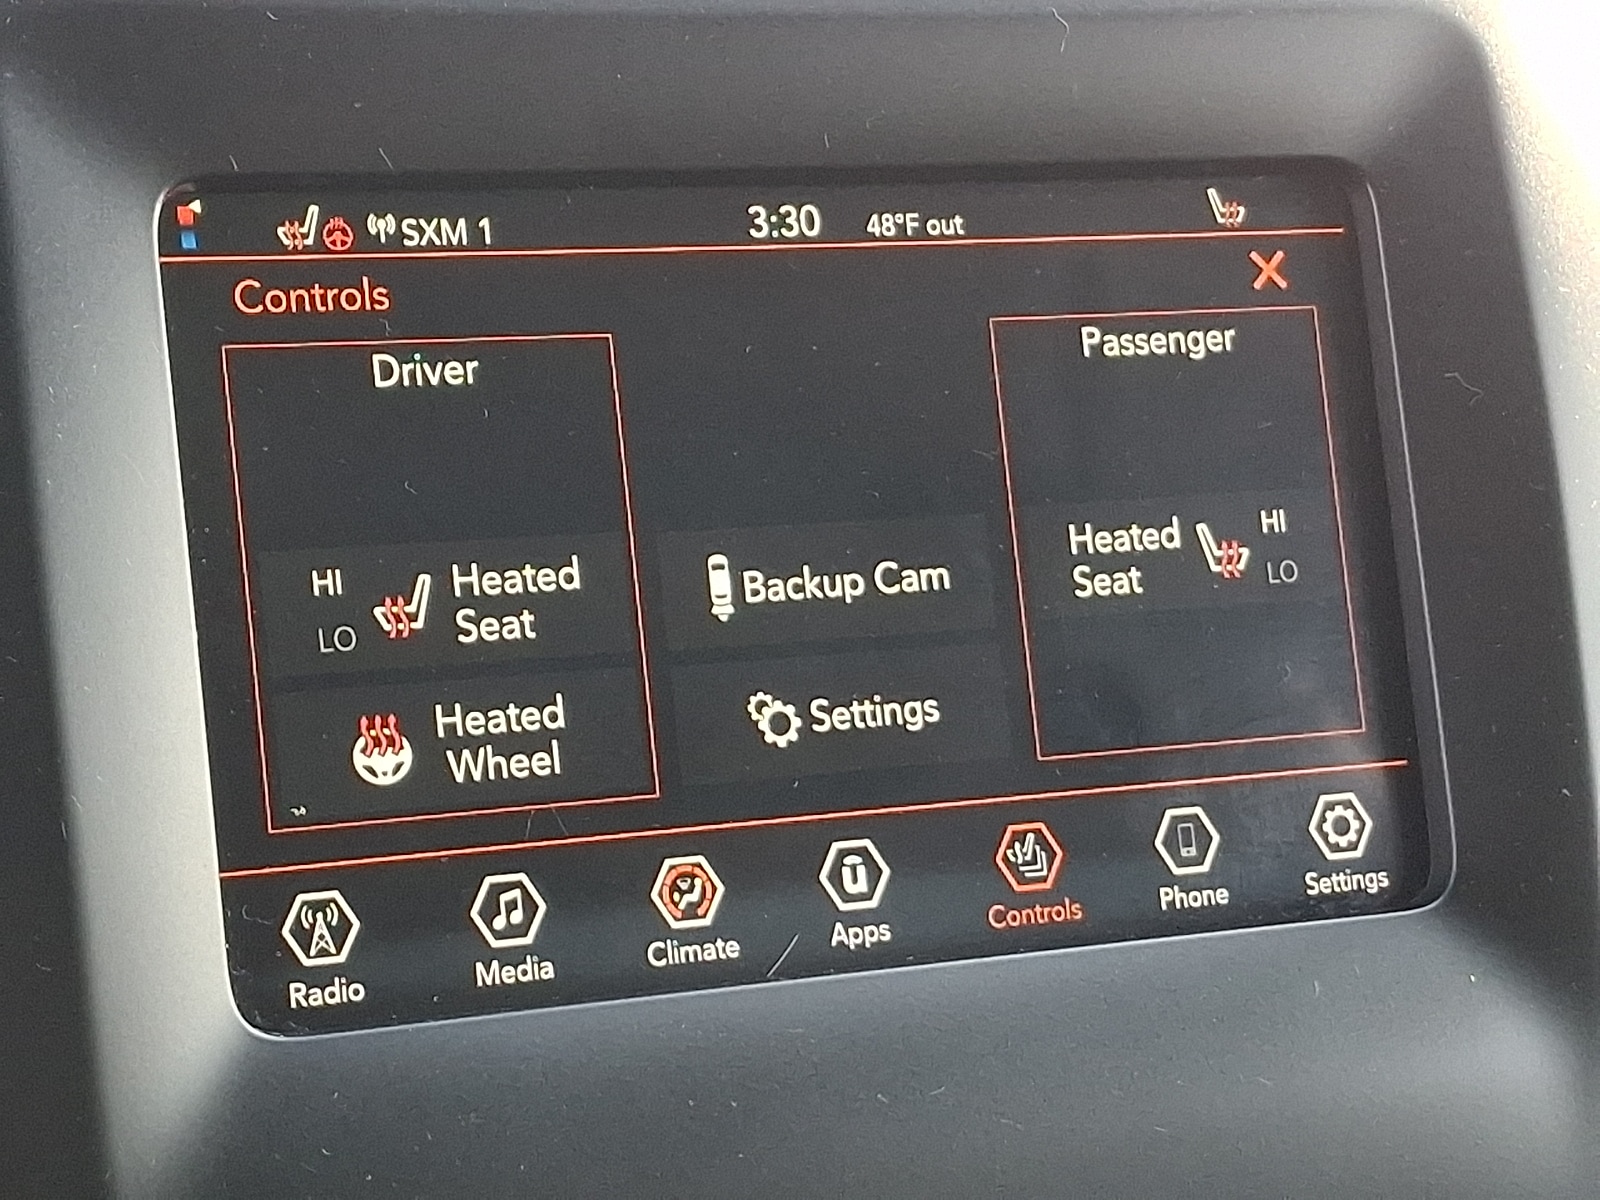 SXM 1
3:30
48°F out
Controls
X
Driver
Passenger
HI
LO
Heated
Seat
Backup Cam
Heated
Seat
HI
LO
Heated
Wheel
Settings
Radio
Media
Climate
ū
Apps
Controls
Phone
Settings